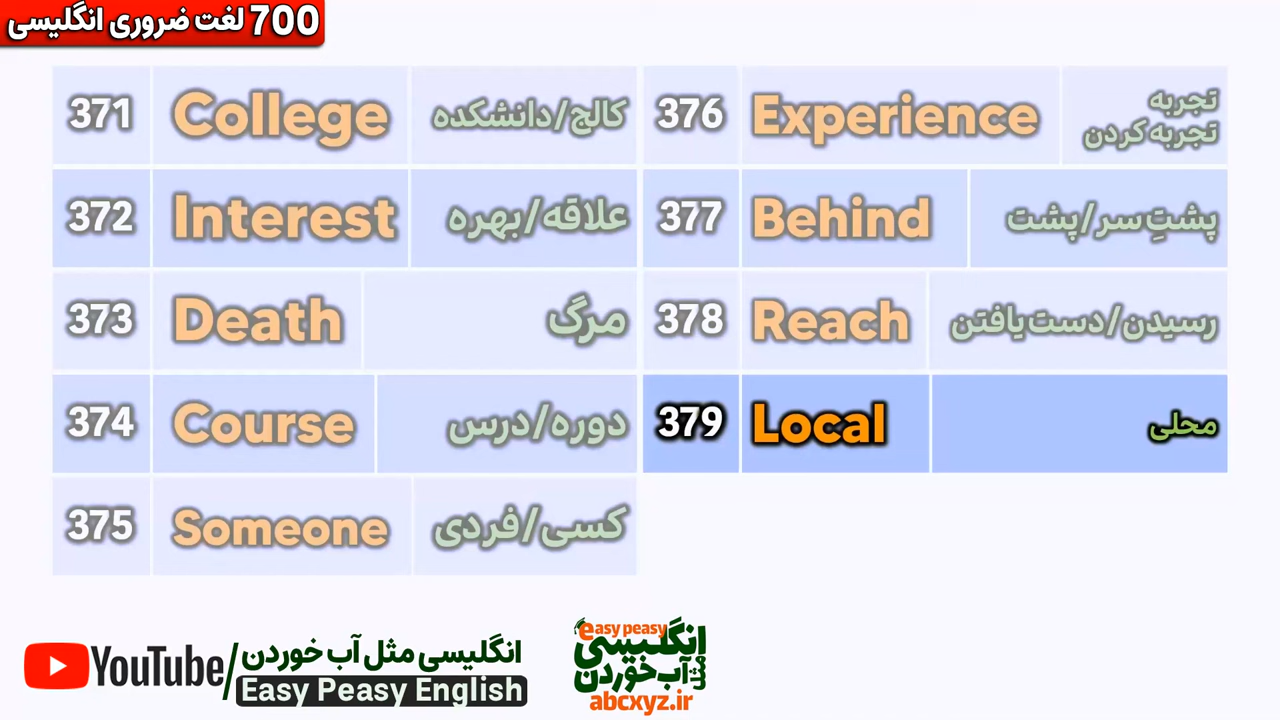 700 لغت ضروری انگلیسی
371 College کالج/دانشکده
372 Interest علاقه/بهره
373 Death مرگ
374 Course دوره/درس
375 Someone کسی/فردی
376 Experience تجربه
تجربه کردن
377 Behind پشتِ سر/پشت
378 Reach رسیدن/دست یافتن
379 Local محلی
YouTube/انگلیسی مثل آب خوردن
Easy Peasy English
easy peasy
انگلیسی
مثل آب خوردن
abcxyz.ir